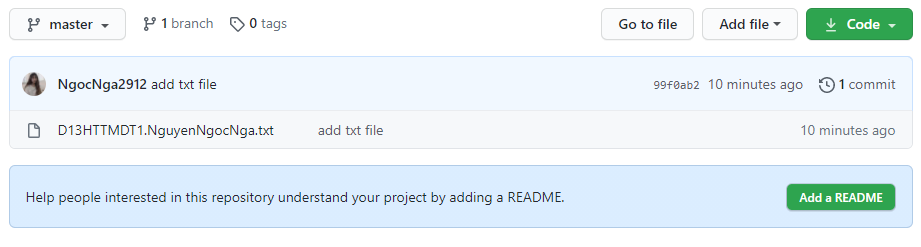 master 1 branch 0 tags Go to file Add file Code
NgocNga2912 add txt file 99f0ab2 10 minutes ago 1 commit
D13HTTMDT1.NguyenNgocNga.txt add txt file 10 minutes ago
Help people interested in this repository understand your project by adding a README. Add a README